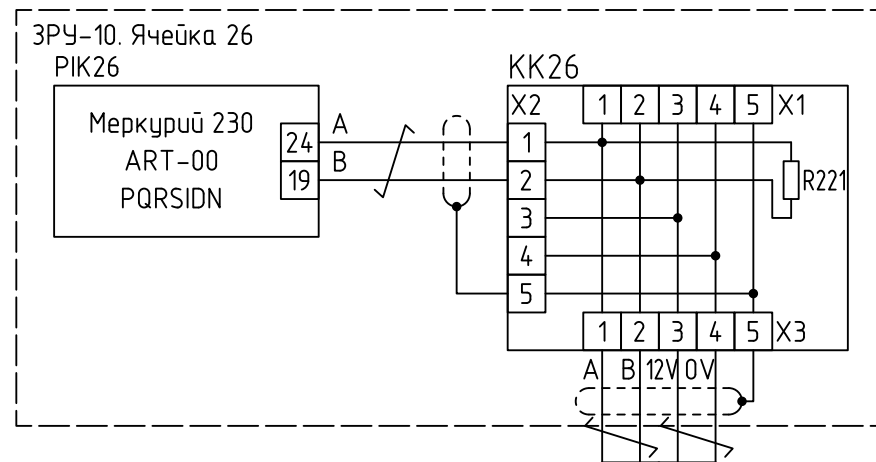 ЗРУ-10. Ячейка 26
PIK26
KK26
Меркурий 230
ART-00
PQRSIDN
24
A
19
B
X2
1
2
3
4
5
X1
1
2
3
4
5
R221
1
2
3
4
5
X3
A
B
12V
0V